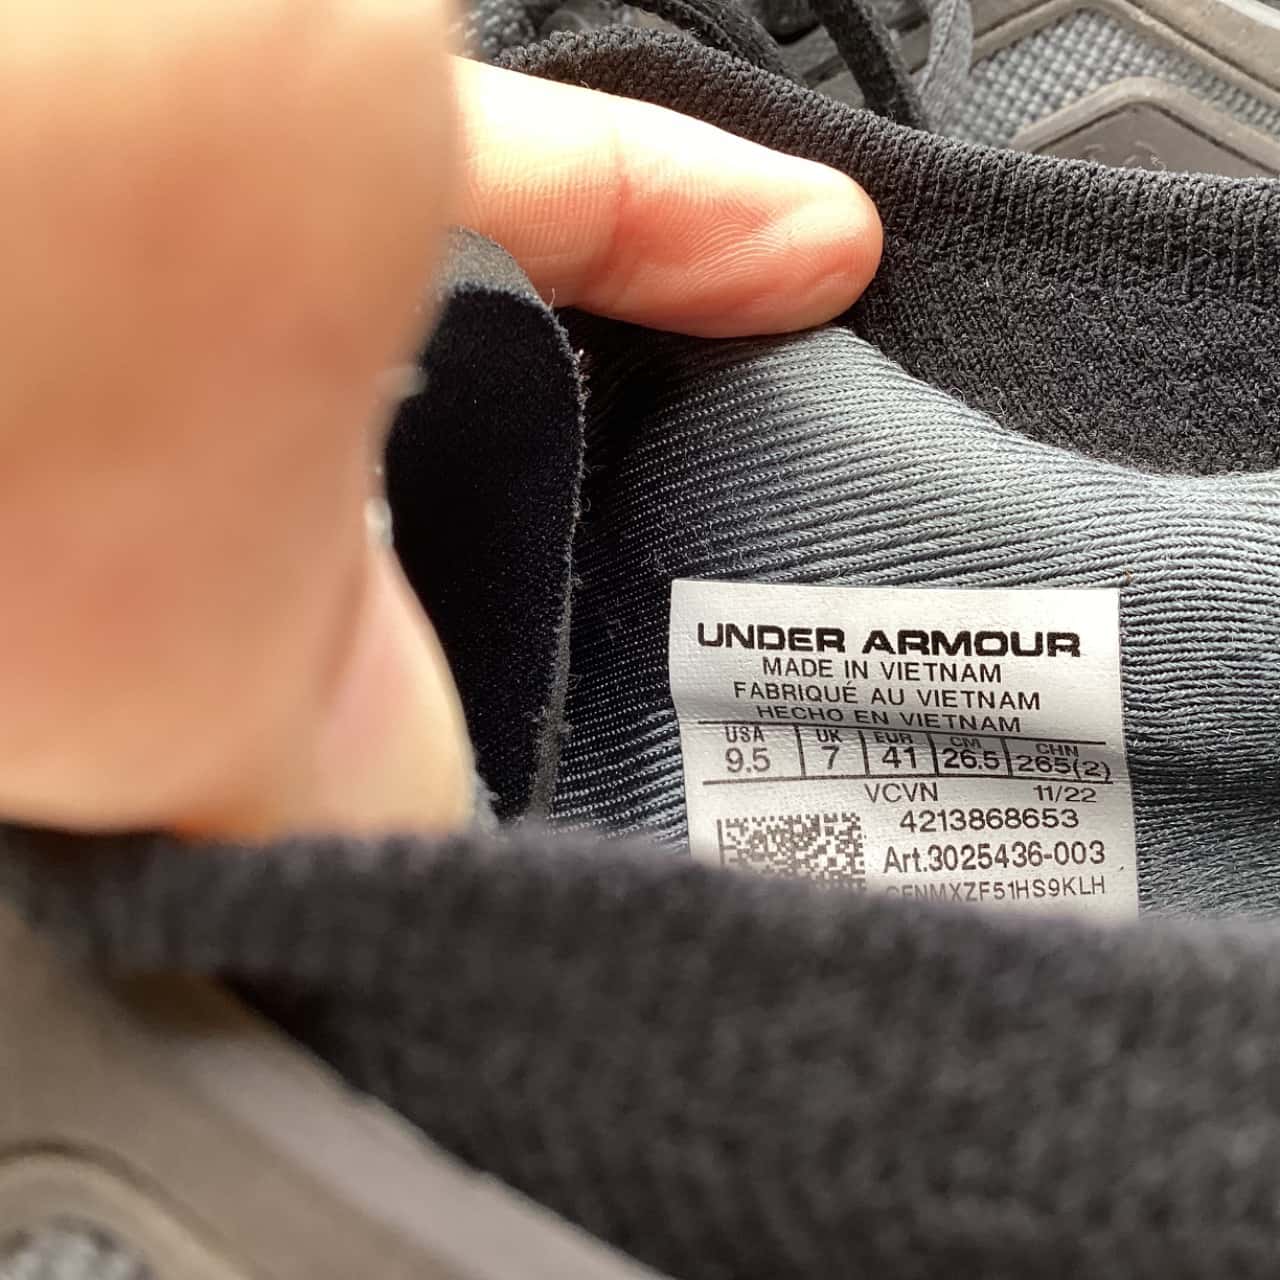 UNDER ARMOUR
MADE IN VIETNAM
FABRIQUÉ AU VIETNAM
HECHO EN VIETNAM
USA UK EUR CM CHN
9.5 7 41 26.5 265(2)
VCVN 11/22
4213868653
Art.3025436-003